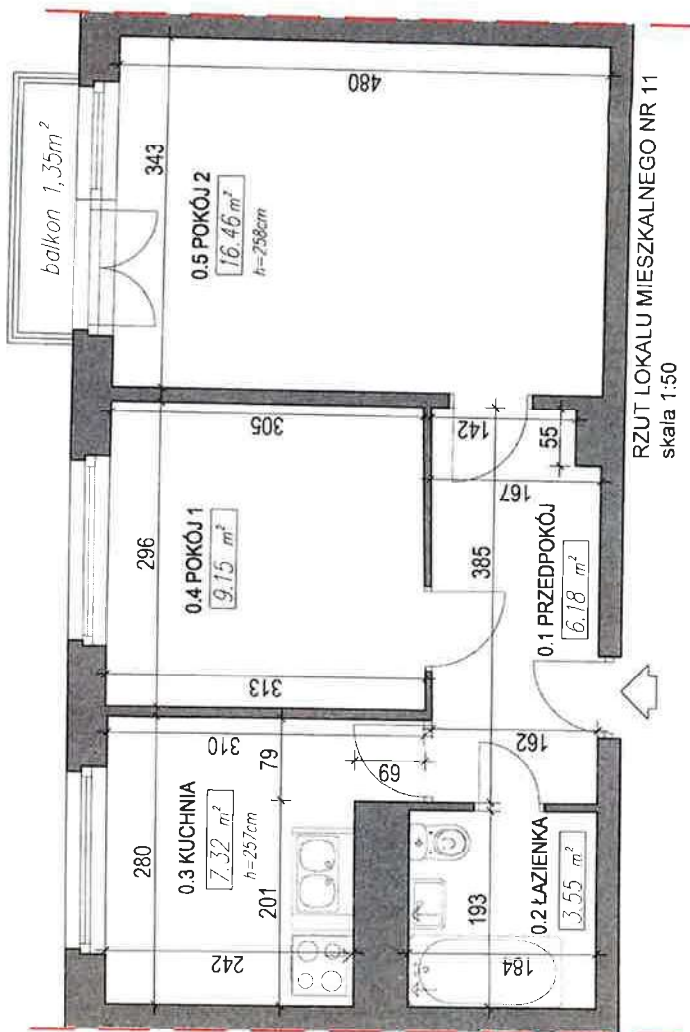 balkon 1,35m²
343
480
0.5 POKÓJ 2
16.46 m²
h=258cm
296
305
0.4 POKÓJ 1
9.15 m²
313
142
55
167
385
0.1 PRZEDPOKÓJ
6.18 m²
162
280
310
79
69
0.3 KUCHNIA
7.32 m²
h=257cm
201
242
193
0.2 ŁAZIENKA
3.55 m²
184
RZUT LOKALU MIESZKALNEGO NR 11
skala 1:50